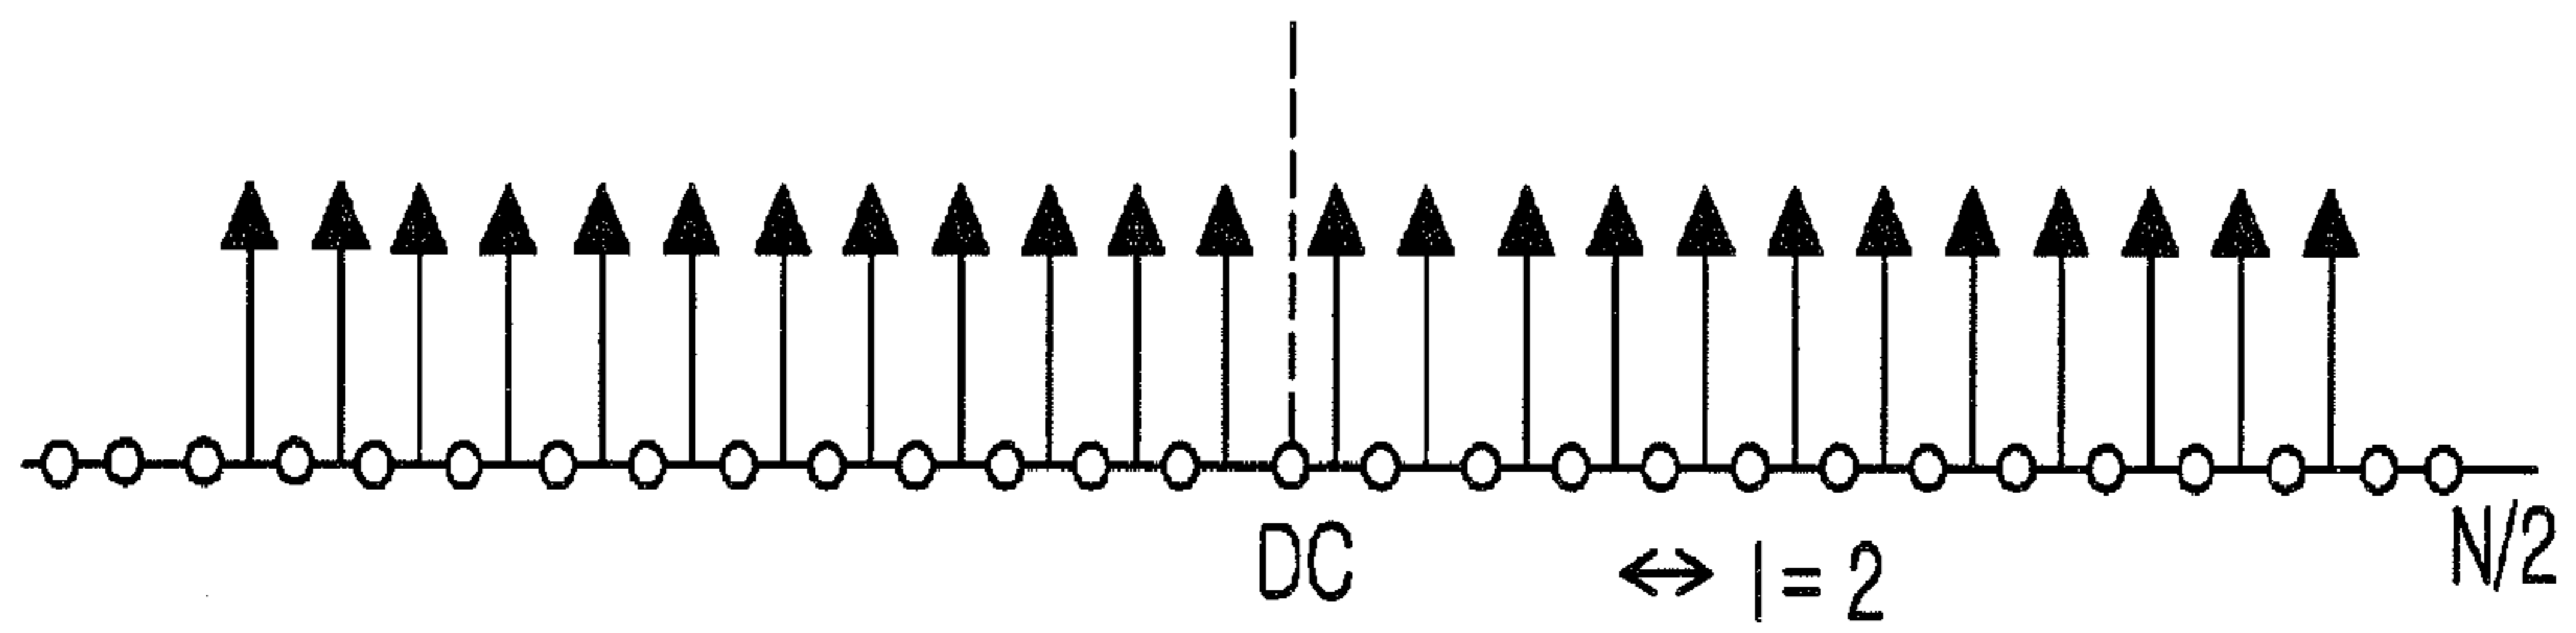 DC
↔ l = 2
N/2